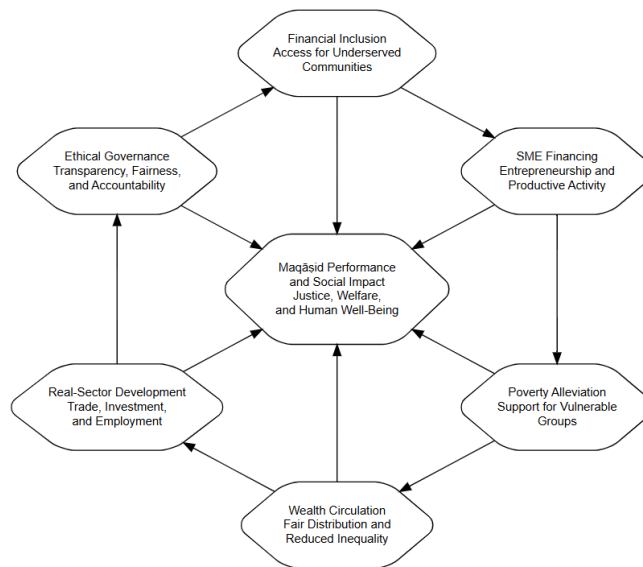 Financial Inclusion
Access for Underserved
Communities
Ethical Governance
Transparency, Fairness,
and Accountability
SME Financing
Entrepreneurship and
Productive Activity
Maqāṣid Performance
and Social Impact
Justice, Welfare,
and Human Well-Being
Real-Sector Development
Trade, Investment,
and Employment
Poverty Alleviation
Support for Vulnerable
Groups
Wealth Circulation
Fair Distribution and
Reduced Inequality